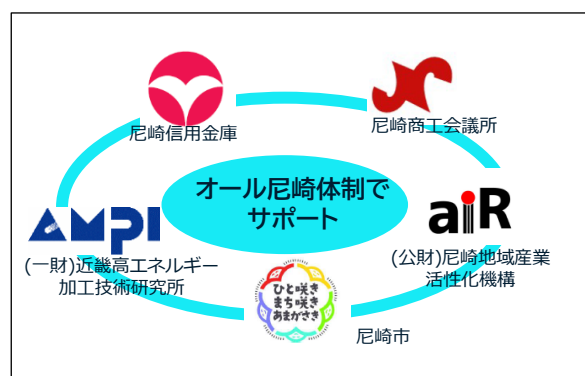 尼崎信用金庫
尼崎商工会議所
オール尼崎体制で
サポート
AMPI
(一財)近畿高エネルギー
加工技術研究所
aiR
(公財)尼崎地域産業
活性化機構
ひと咲き
まち咲き
あまがさき
尼崎市